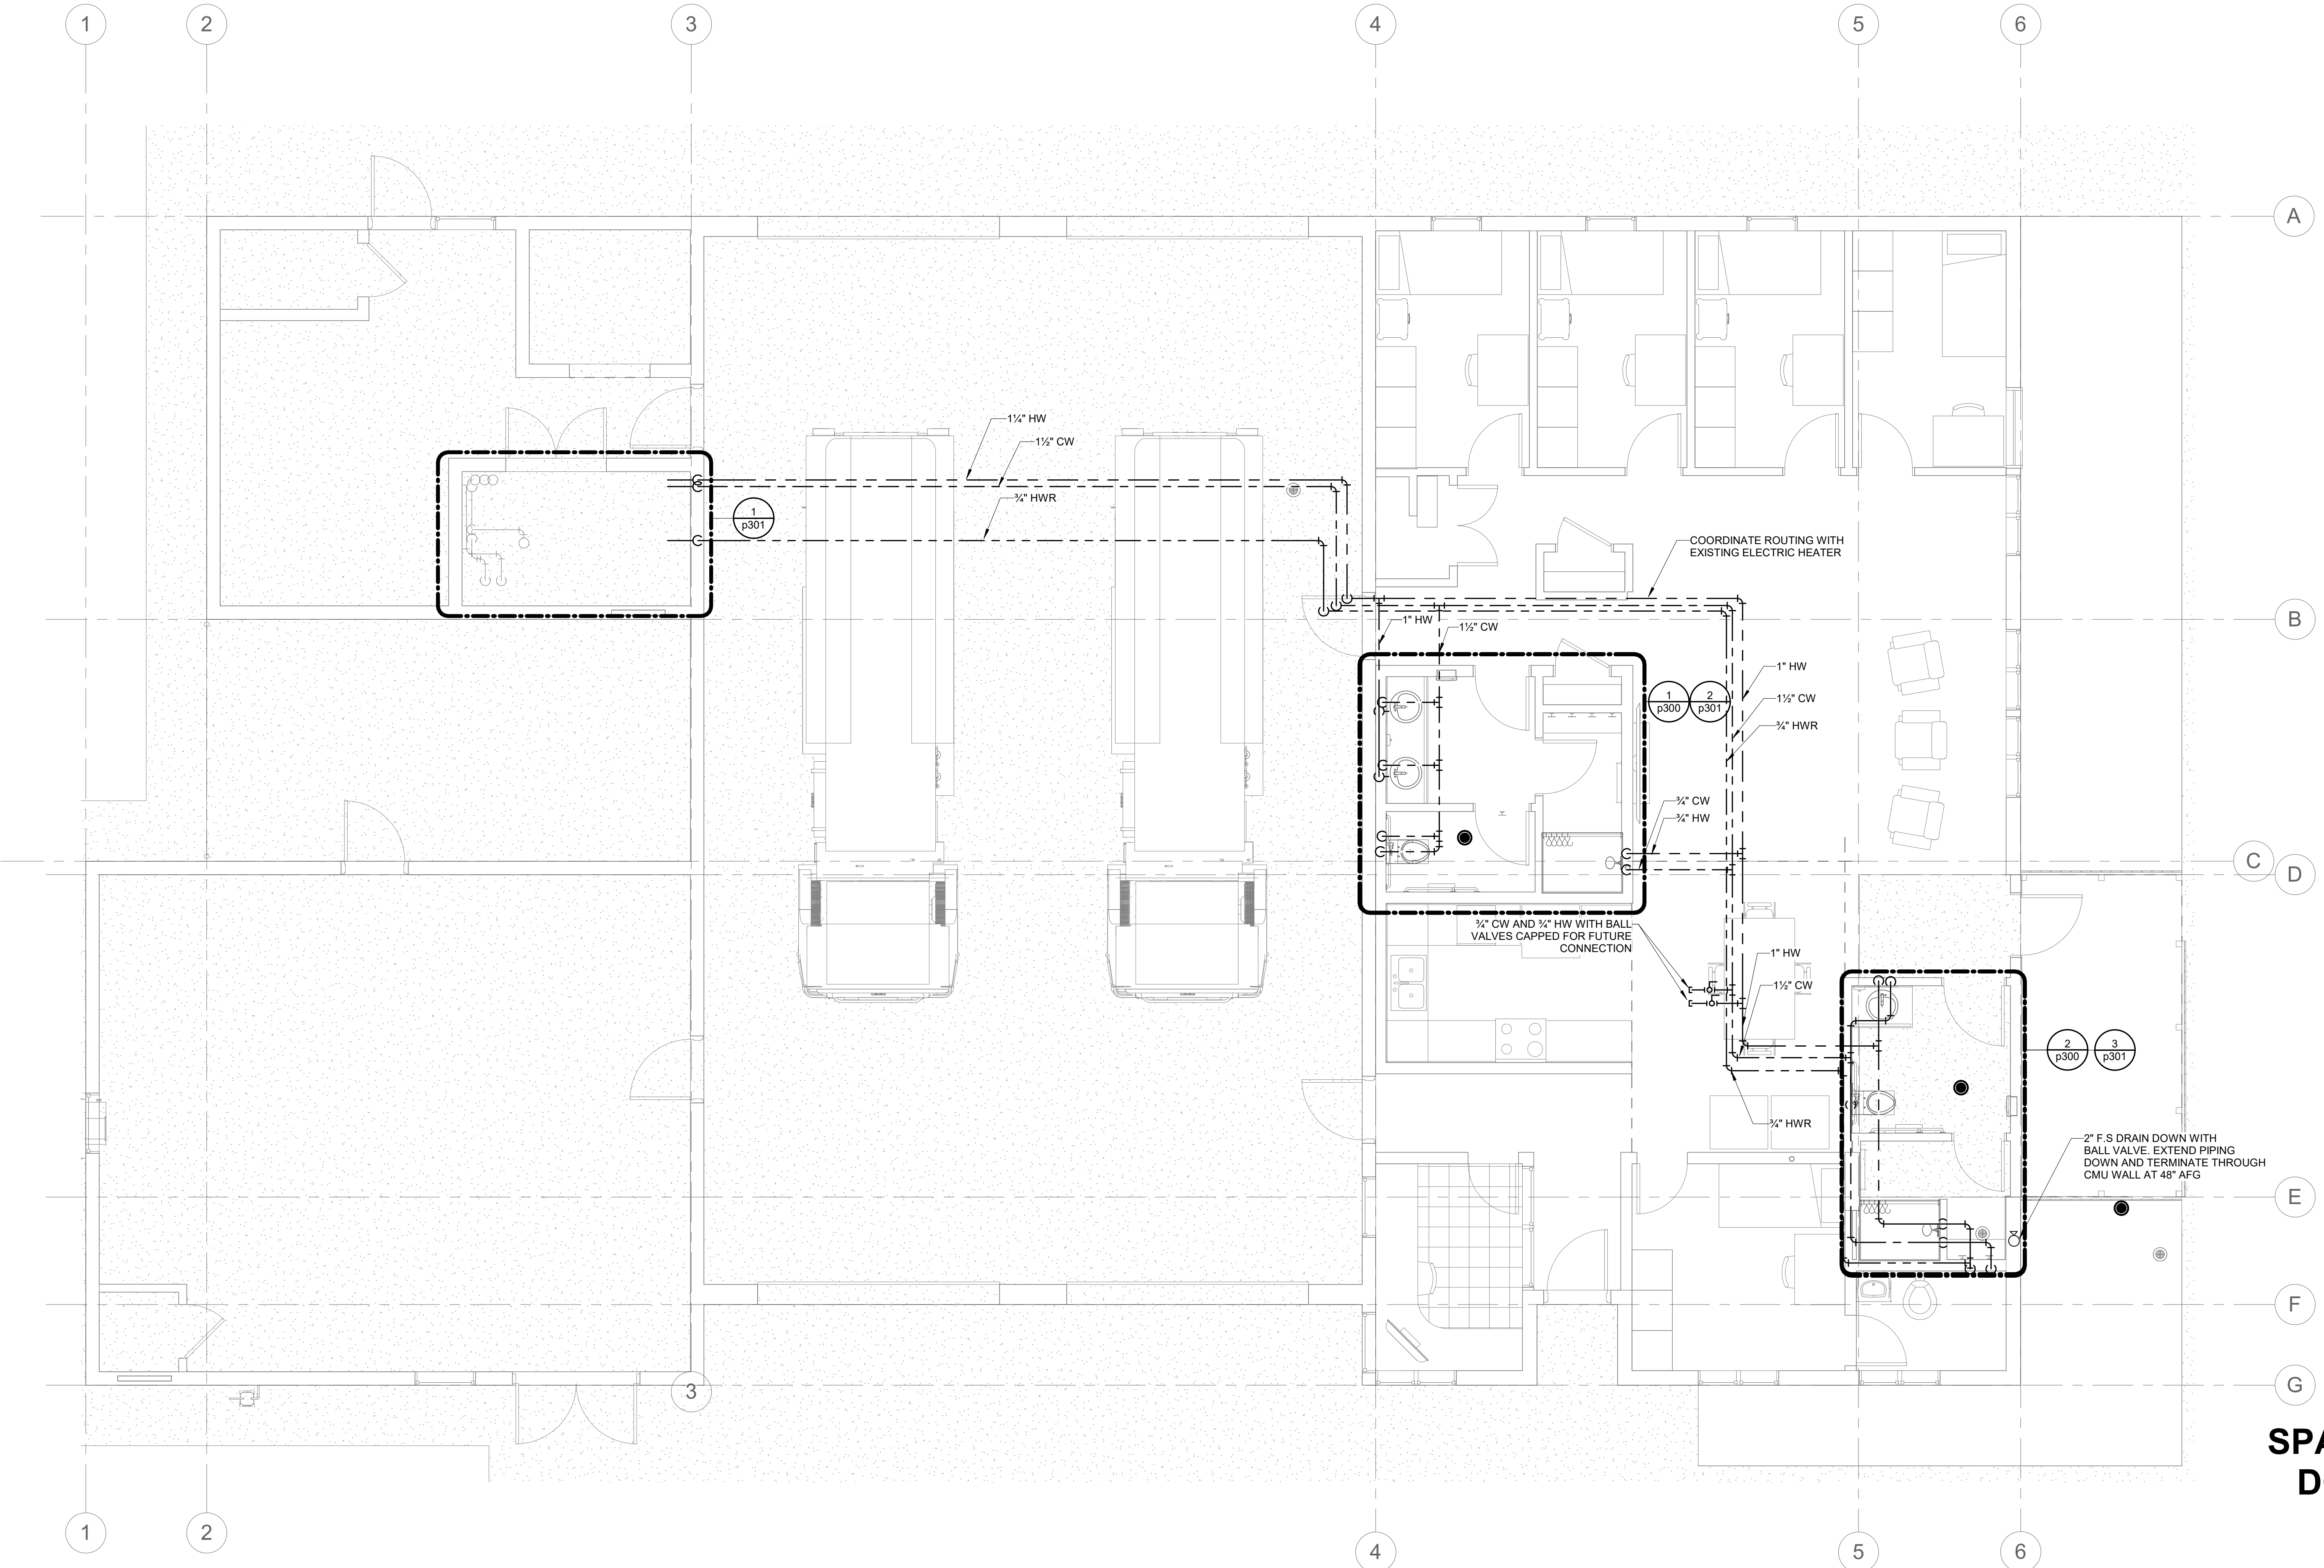 1
2
3
4
5
6
A
1¼" HW
1½" CW
¾" HWR
1
p301
COORDINATE ROUTING WITH
EXISTING ELECTRIC HEATER
B
1" HW
1½" CW
1" HW
1
p300
2
p301
1½" CW
¾" HWR
¾" CW
¾" HW
C
D
¾" CW AND ¾" HW WITH BALL
VALVES CAPPED FOR FUTURE
CONNECTION
1" HW
1½" CW
2
p300
3
p301
¾" HWR
2" F.S DRAIN DOWN WITH
BALL VALVE. EXTEND PIPING
DOWN AND TERMINATE THROUGH
CMU WALL AT 48" AFG
E
F
3
G
SPA
D
1
2
4
5
6